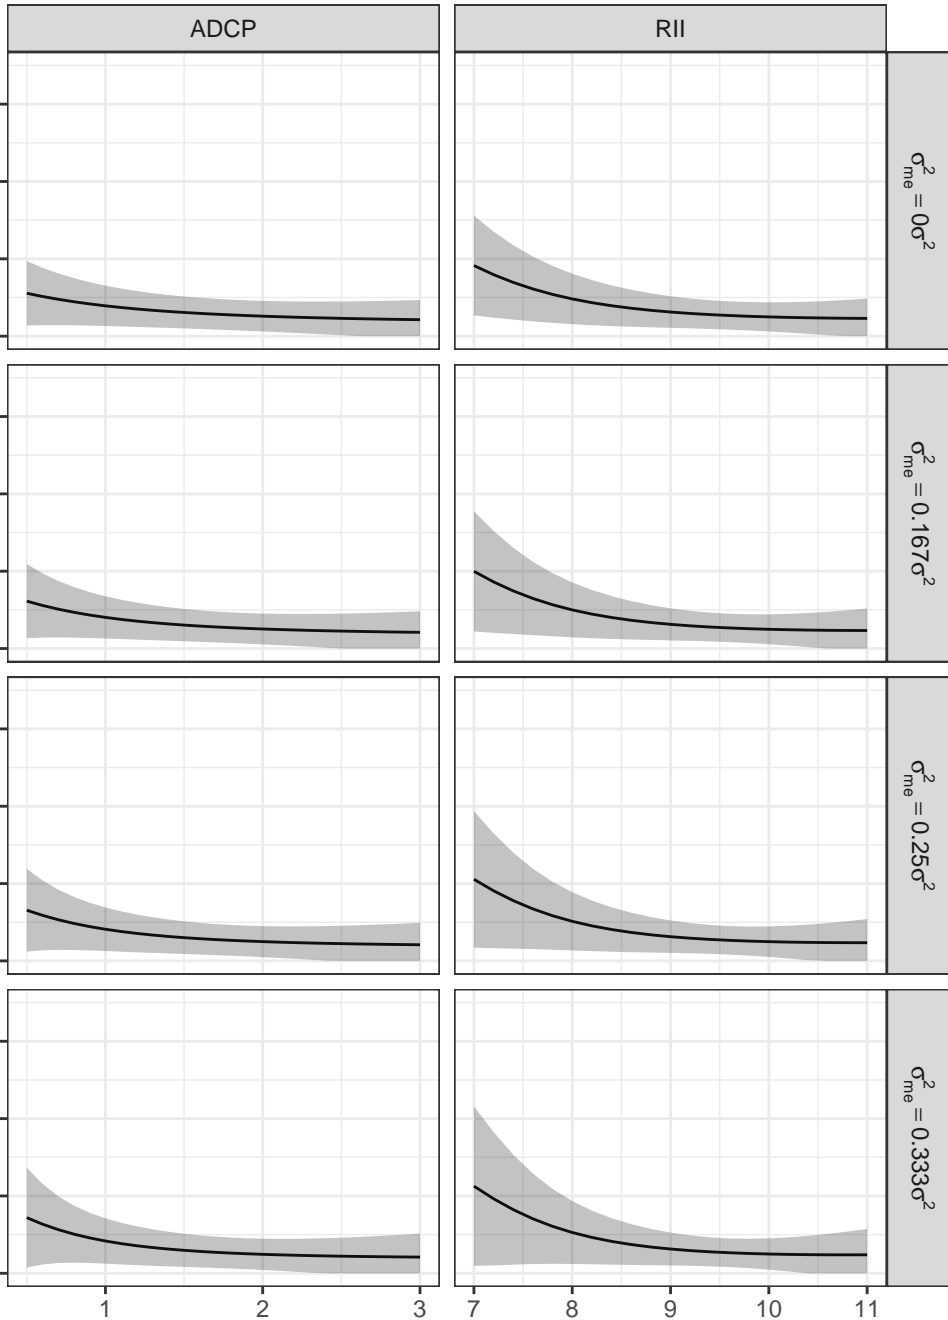 ADCP
RII
σ²ₘₑ = 0σ²
σ²ₘₑ = 0.167σ²
σ²ₘₑ = 0.25σ²
σ²ₘₑ = 0.333σ²
1 2 3 7 8 9 10 11